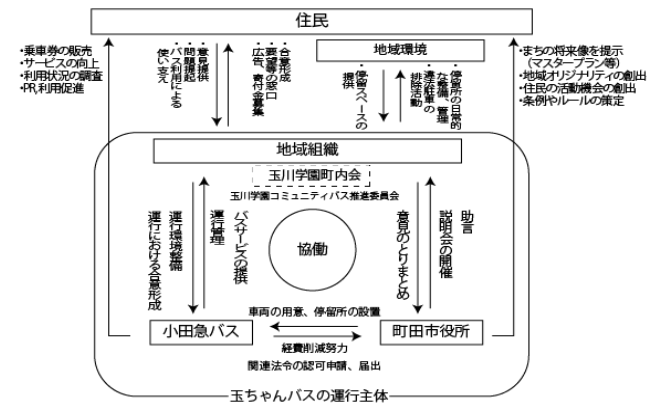 住民
・乗車券の販売
・サービスの向上
・利用状況の調査
・PR,利用促進
・意見提供
・問題提起
・バス利用による
使い支え
・合意形成
・要望等の窓口
・広告、寄付金募集
地域環境
・停留スペースの
提供
・停留所の日常的
な整備、管理
・違法駐車の
排除活動
・まちの将来像を提示
（マスタープラン等）
・地域オリジナリティの創出
・住民の活動機会の創出
・条例やルールの策定
地域組織
玉川学園町内会
玉川学園コミュニティバス推進委員会
運行環境整備
運行における合意形成
バスサービスの提供
運行管理
協働
意見のとりまとめ
助言
説明会の開催
車両の用意、停留所の設置
小田急バス
町田市役所
経費削減努力
関連法令の認可申請、届出
玉ちゃんバスの運行主体